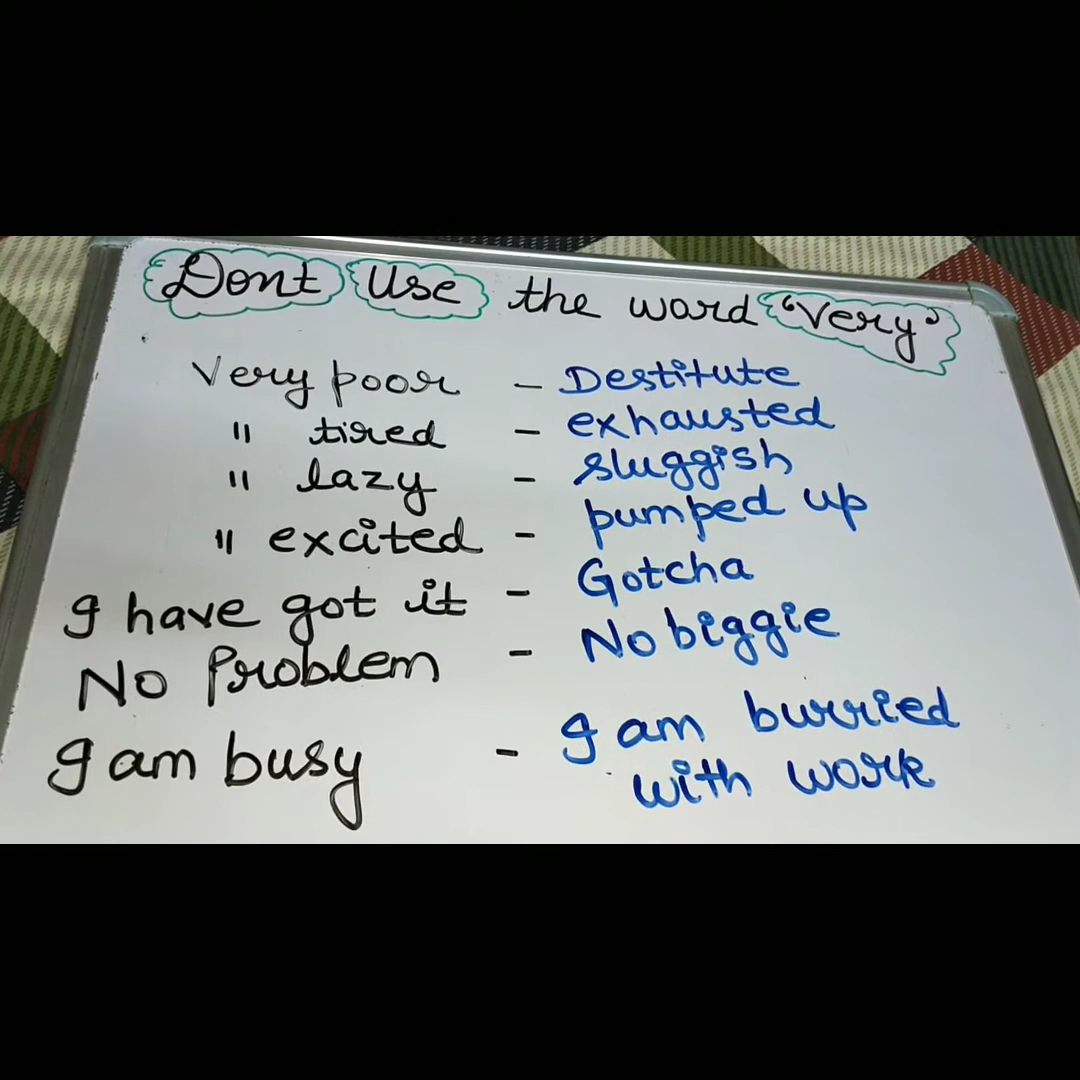 Dont Use the word "Very"
Very poor - Destitute
" tired - exhausted
" lazy - sluggish
" excited - pumped up
I have got it - Gotcha
No Problem - No biggie
I am busy - I am burried
with work